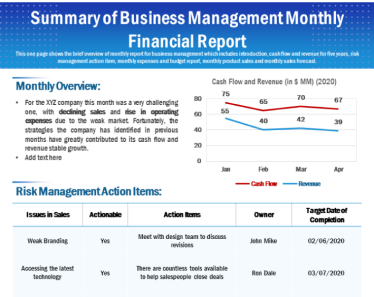 Summary of Business Management Monthly
Financial Report
This one page shows the brief overview of monthly report for business management which includes introduction, cash flow and revenue for five years, risk
management action item, monthly expenses and budget report, monthly product sales and monthly sales forecast.
Monthly Overview:
• For the XYZ company this month was a very challenging
one, with declining sales and rise in operating
expenses due to the weak market. Fortunately, the
strategies the company has identified in previous
months have greatly contributed to its cash flow and
revenue stable growth.
• Add text here
Cash Flow and Revenue (in $ MM) (2020)
80
60
40
20
0
75
65
70
67
55
40
42
39
Jan Feb Mar Apr
Cash Flow Revenue
Risk Management Action Items:
Issues in Sales Actionable Action Items Owner Target Date of
Completion
Weak Branding Yes Meet with design team to discuss
revisions John Mike 02/06/2020
Accessing the latest
technology Yes There are countless tools available
to help salespeople close deals Ron Dale 03/07/2020